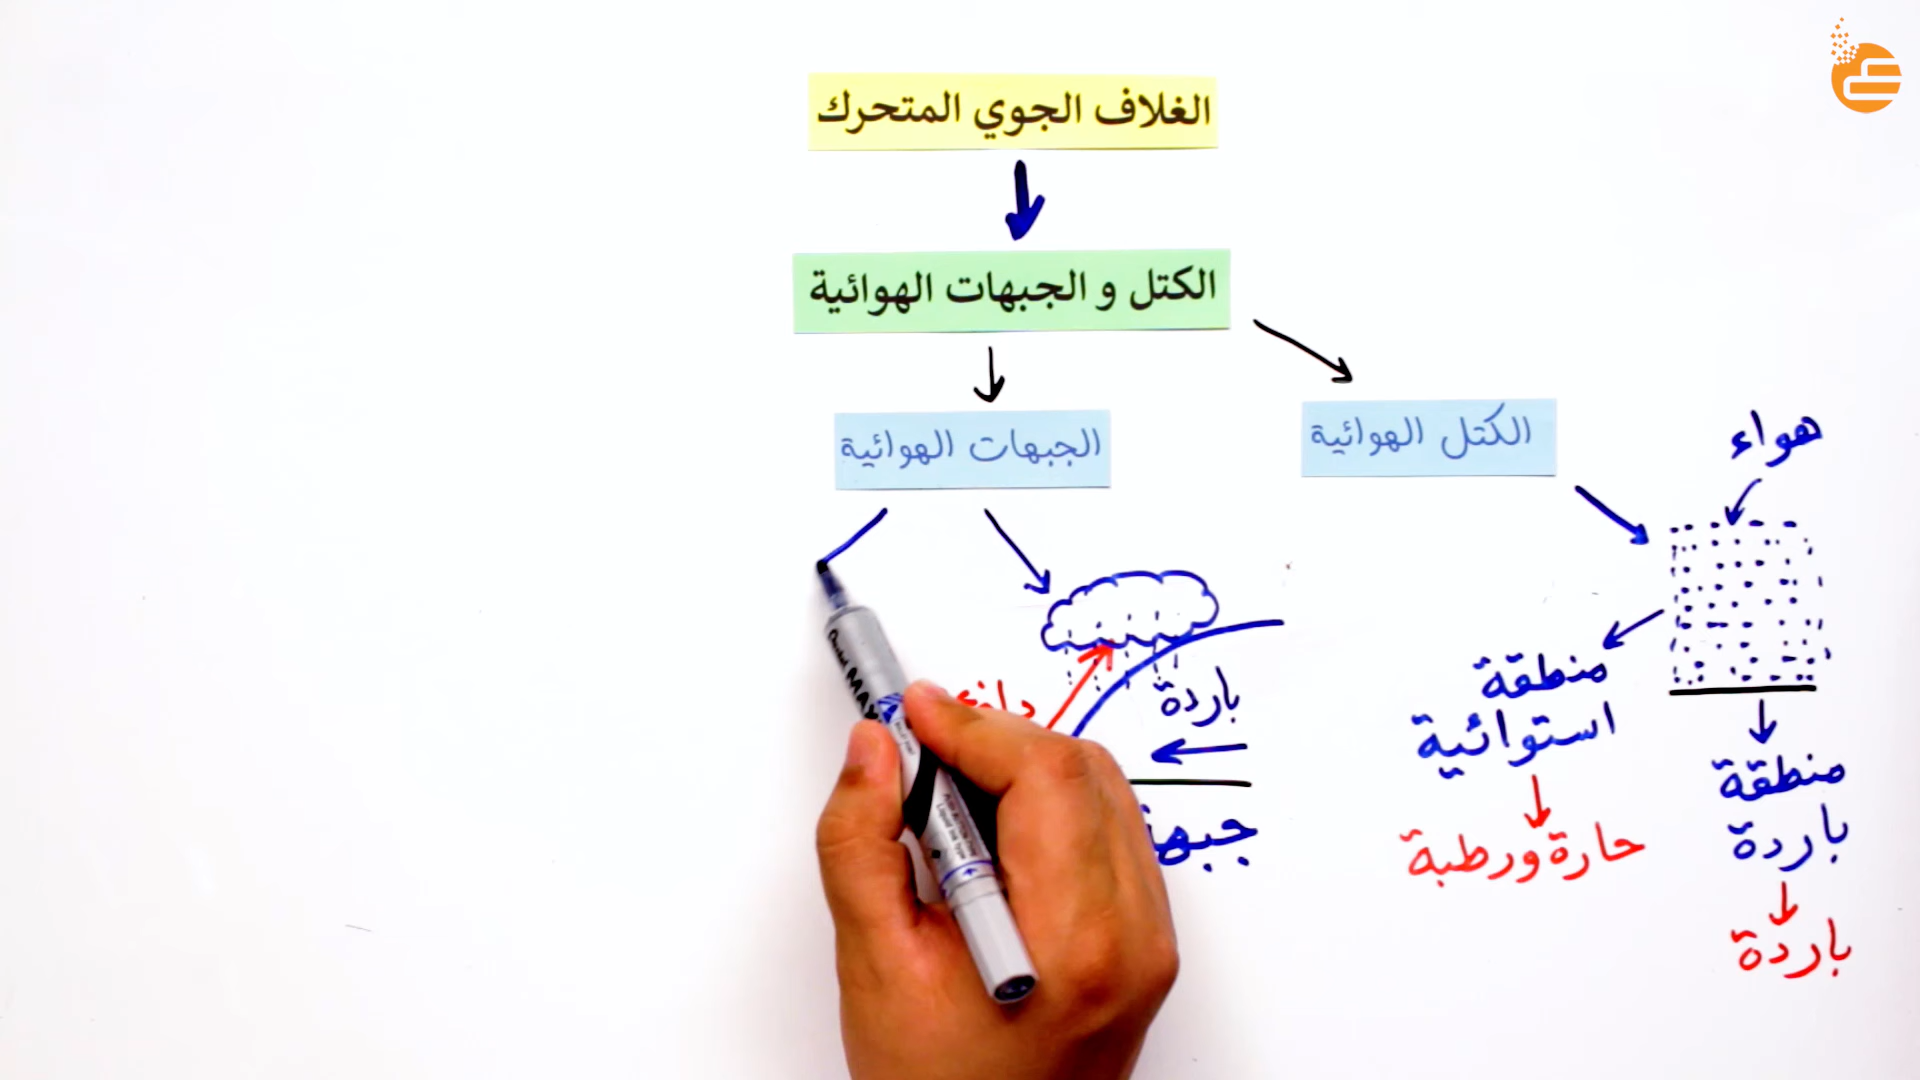 الغلاف الجوي المتحرك
الكتل و الجبهات الهوائية
الكتل الهوائية
الجبهات الهوائية
هواء
منطقة
استوائية
حارة ورطبة
منطقة
باردة
باردة
باردة